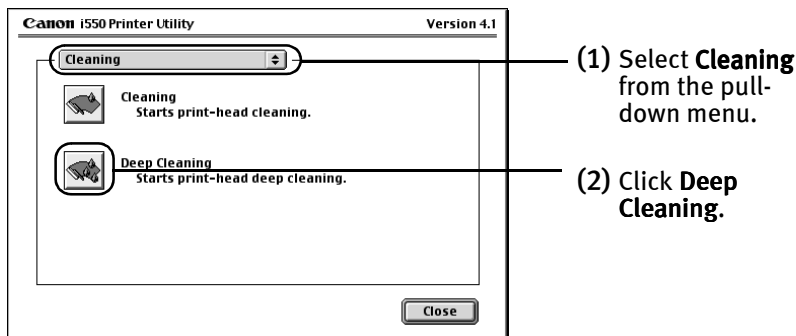 Canon i550 Printer Utility Version 4.1
Cleaning
Cleaning
Starts print-head cleaning.
Deep Cleaning
Starts print-head deep cleaning.
Close
(1) Select Cleaning
from the pull-
down menu.
(2) Click Deep
Cleaning.